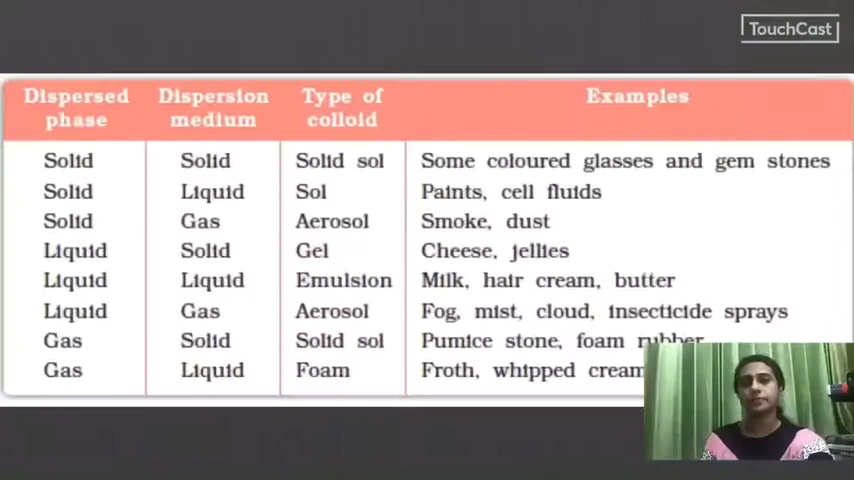 TouchCast
Dispersed phase Dispersion medium Type of colloid Examples
Solid Solid Solid sol Some coloured glasses and gem stones
Solid Liquid Sol Paints, cell fluids
Solid Gas Aerosol Smoke, dust
Liquid Solid Gel Cheese, jellies
Liquid Liquid Emulsion Milk, hair cream, butter
Liquid Gas Aerosol Fog, mist, cloud, insecticide sprays
Gas Solid Solid sol Pumice stone, foam rubber
Gas Liquid Foam Froth, whipped cream